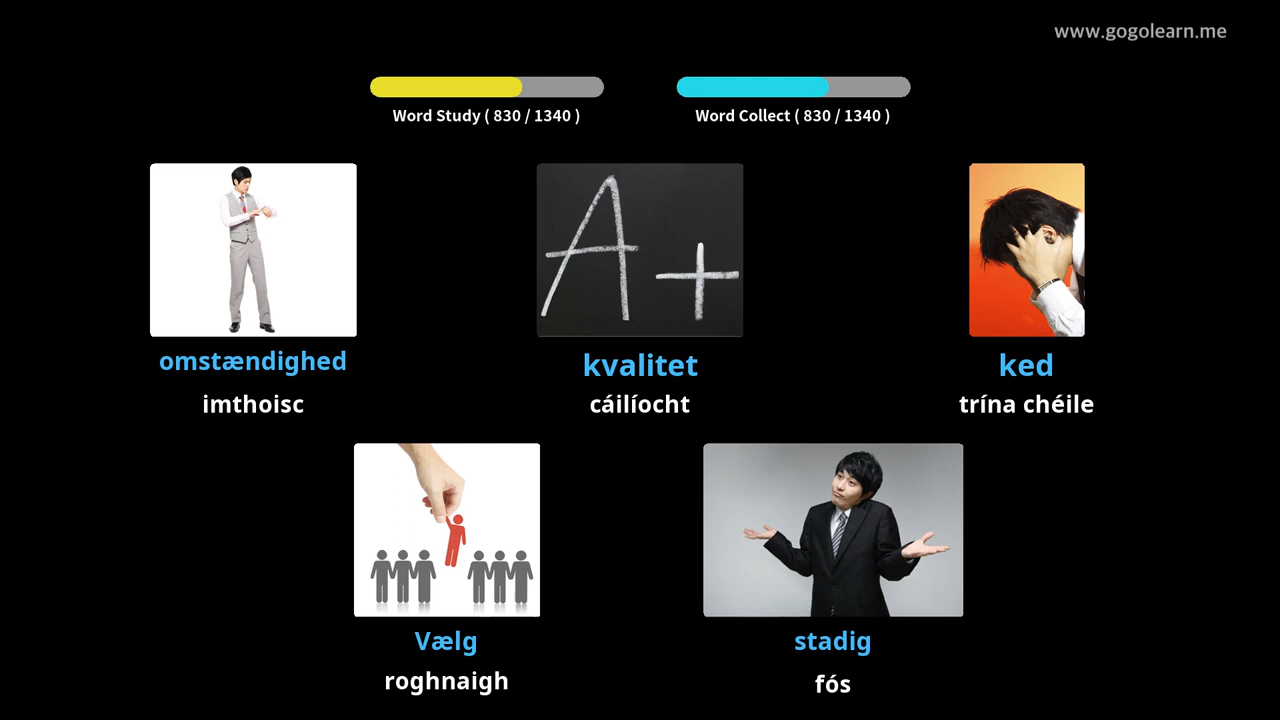 www.gogolearn.me
Word Study ( 830 / 1340 )
Word Collect ( 830 / 1340 )
A+
omstændighed
kvalitet
ked
imthoisc
cáilíocht
trína chéile
Vælg
stadig
roghnaigh
fós